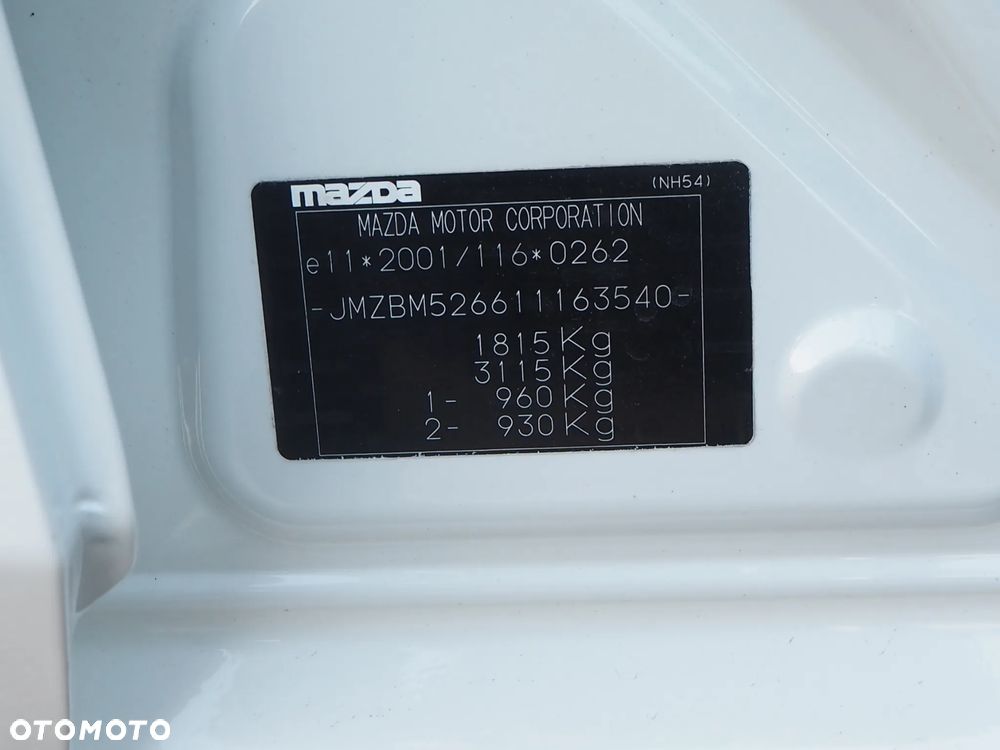 mazda (NH54)
MAZDA MOTOR CORPORATION
e11*2001/116*0262
-JMZBM526611163540-
1815 Kg
3115 Kg
1- 960 Kg
2- 930 Kg
OTOMOTO